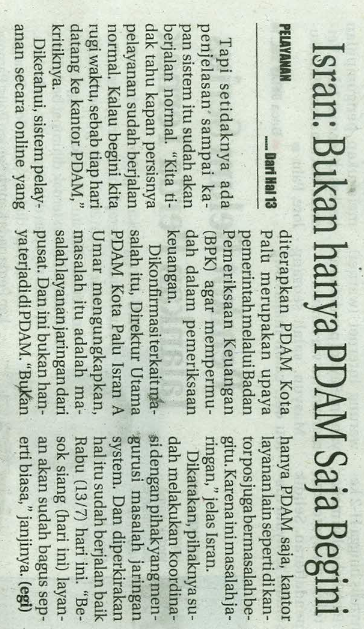 Isran: Bukan hanya PDAM Saja Begini
PELAYANAN
..... Dari Hal 13
Tapi setidaknya ada
penjelasan sampai ka-
pan sistem itu sudah akan
berjalan normal. "Kita ti-
dak tahu kapan persisnya
pelayanan sudah berjalan
normal. Kalau begini kita
rugi waktu, sebab tiap hari
datang ke kantor PDAM,"
kritiknya.
Diketahui, sistem pelay-
anan secara online yang
diterapkan PDAM Kota
Palu merupakan upaya
pemerintah melalu Badan
Pemeriksaan Keuangan
(BPK) agar mempermu-
dah dalam pemeriksaan
keuangan.
Dikonfirmasi terkait ma-
salah itu, Direktur Utama
PDAM Kota Palu Isran A
Umar mengungkapkan,
masalah itu adalah ma-
salah layanan jaringan dari
pusat. Dan ini bukan han-
ya terjadi di PDAM. "Bukan
hanya PDAM saja, kantor
layanan lain seperti di kan-
tor pos juga bermasalah be-
gitu. Karena ini masalah ja-
ringan," jelas Isran.
Dikatakan, pihaknya su-
dah melakukan koordina-
si dengan pihak yang men-
gurusi masalah jaringan
system. Dan diperkirakan
hal itu sudah berjalan baik
Rabu (13/7) hari ini. "Be-
sok siang (hari ini) layan-
an akan sudah bagus sep-
erti biasa," janjinya. (egi)